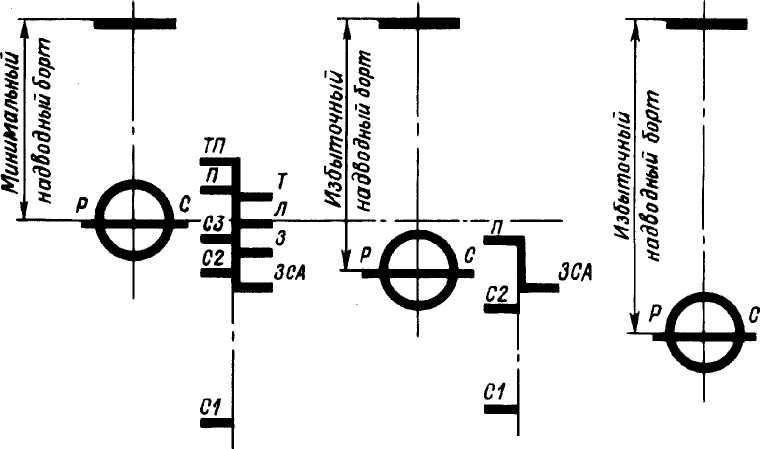 Минимальный
надводный борт
ТП
П
Т
Р
С
Л
С3
З
С2
ЗСА
С1
Избыточный
надводный борт
Р
С
П
ЗСА
С2
С1
Избыточный
надводный борт
Р
С